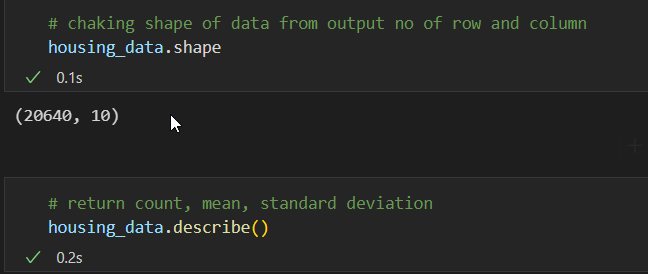 # chaking shape of data from output no of row and column
housing_data.shape
✓ 0.1s
(20640, 10)
# return count, mean, standard deviation
housing_data.describe()
✓ 0.2s